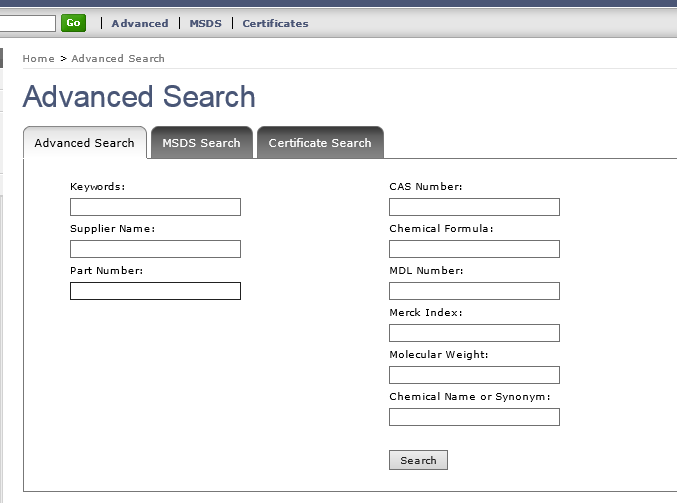 Go | Advanced | MSDS | Certificates
Home > Advanced Search
Advanced Search
Advanced Search MSDS Search Certificate Search
Keywords:
Supplier Name:
Part Number:
CAS Number:
Chemical Formula:
MDL Number:
Merck Index:
Molecular Weight:
Chemical Name or Synonym:
Search